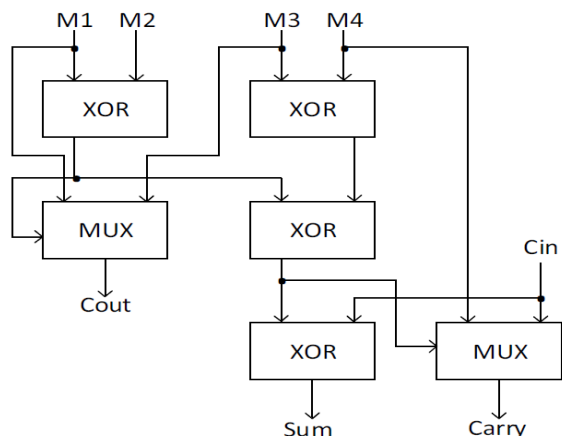 M1 M2 M3 M4
XOR XOR
MUX XOR
Cin
Cout
XOR MUX
Sum Carry